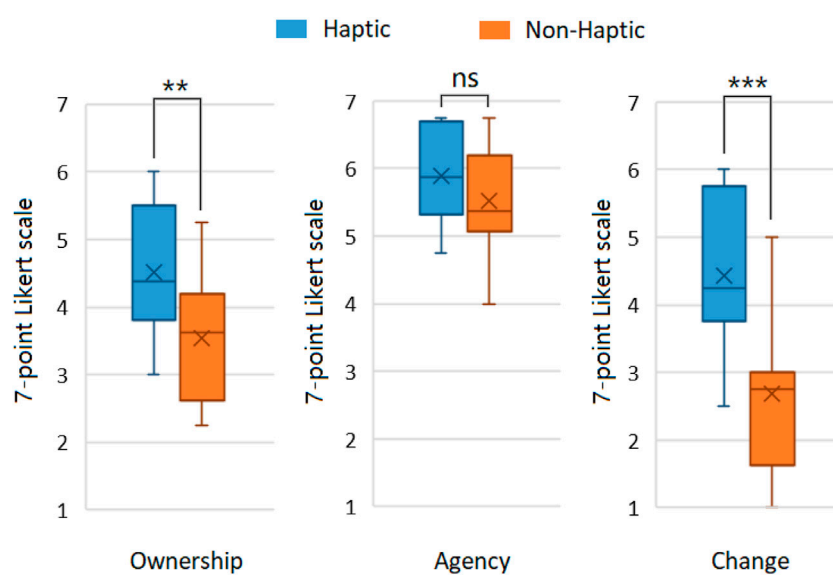 Haptic Non-Haptic
** ns ***
7 7 7
6 6 6
5 5 5
4 4 4
3 3 3
2 2 2
1 1 1
7-point Likert scale 7-point Likert scale 7-point Likert scale
Ownership Agency Change